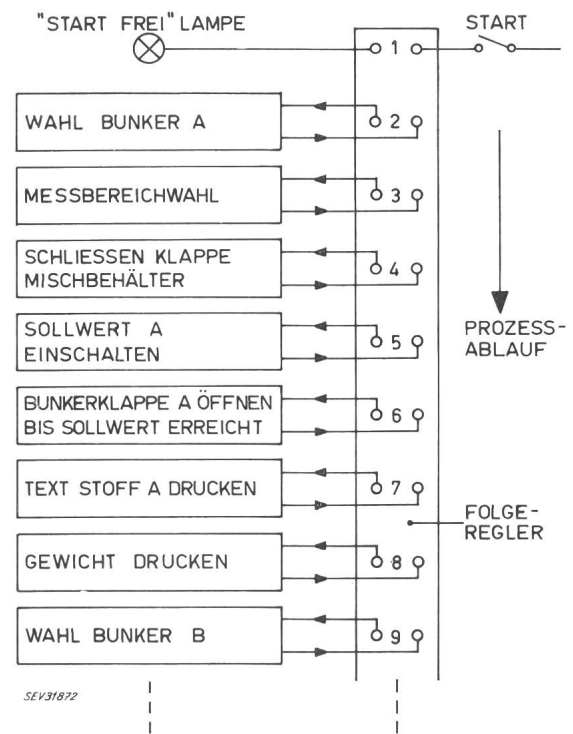 "START FREI" LAMPE
START
1
WAHL BUNKER A
2
MESSBEREICHWAHL
3
SCHLIESSEN KLAPPE
MISCHBEHÄLTER
4
PROZESS-
ABLAUF
SOLLWERT A
EINSCHALTEN
5
BUNKERKLAPPE A ÖFFNEN
BIS SOLLWERT ERREICHT
6
TEXT STOFF A DRUCKEN
7
FOLGE-
REGLER
GEWICHT DRUCKEN
8
WAHL BUNKER B
9
SEV31872